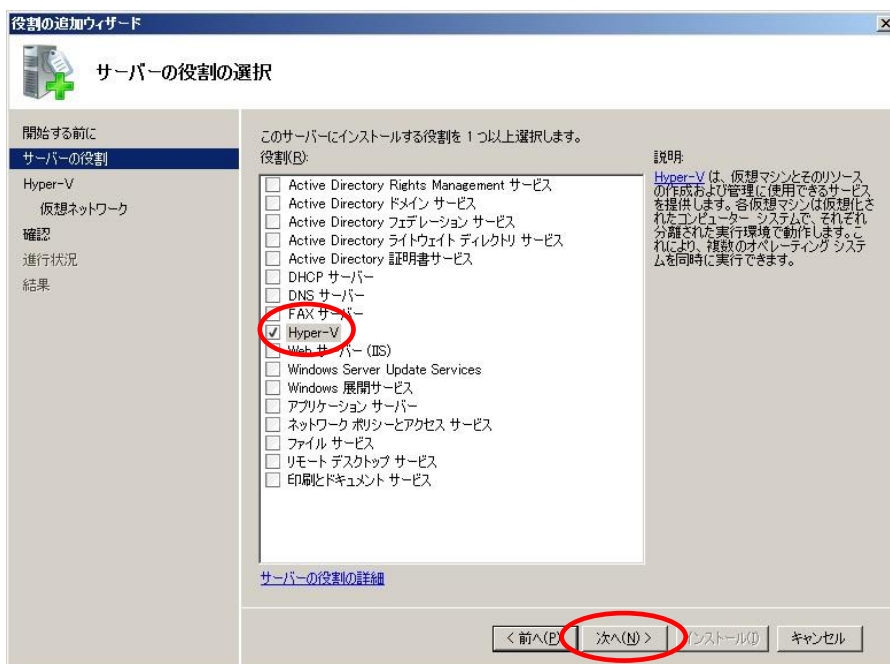 役割の追加ウィザード
サーバーの役割の選択
開始する前に
サーバーの役割
Hyper-V
仮想ネットワーク
確認
進行状況
結果
このサーバーにインストールする役割を 1 つ以上選択します。
役割(R):
Active Directory Rights Management サービス
Active Directory ドメイン サービス
Active Directory フェデレーション サービス
Active Directory ライトウェイト ディレクトリ サービス
Active Directory 証明書サービス
DHCP サーバー
DNS サーバー
FAX サーバー
Hyper-V
Web サーバー (IIS)
Windows Server Update Services
Windows 展開サービス
アプリケーション サーバー
ネットワーク ポリシーとアクセス サービス
ファイル サービス
リモート デスクトップ サービス
印刷とドキュメント サービス
サーバーの役割の詳細
説明:
Hyper-V は、仮想マシンとそのリソース
の作成および管理に使用できるサービス
を提供します。各仮想マシンは仮想化さ
れたコンピューター システムで、それぞれ
分離された実行環境で動作します。こ
れにより、複数のオペレーティング システ
ムを同時に実行できます。
< 前へ(P)
次へ(N) >
インストール(I)
キャンセル